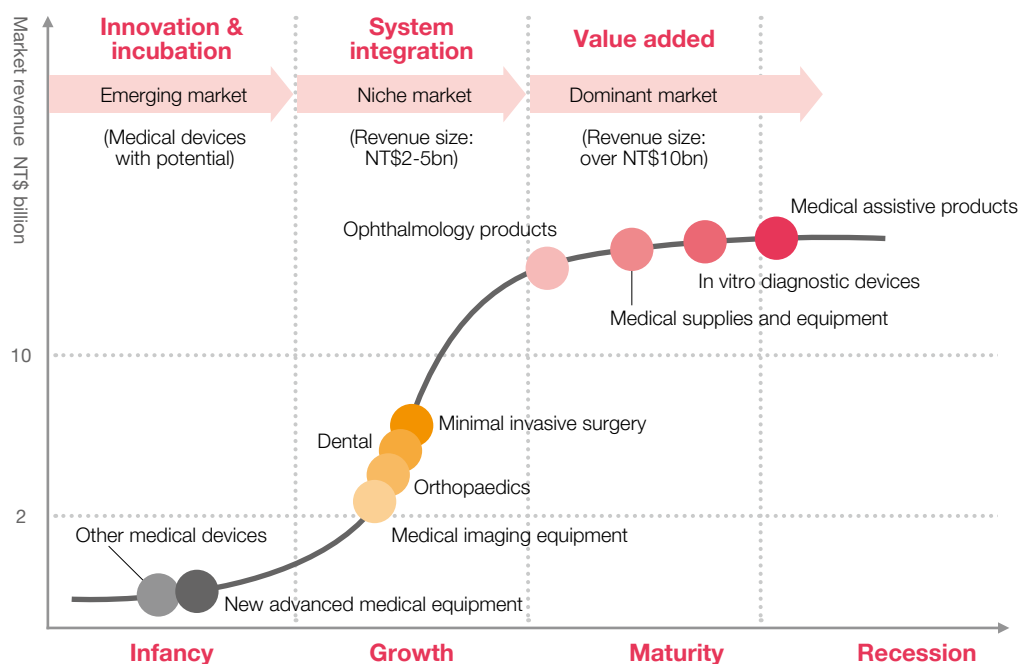 Market revenue NT$ billion
Innovation &
incubation
System
integration
Value added
Emerging market
Niche market
Dominant market
(Medical devices
with potential)
(Revenue size:
NT$2-5bn)
(Revenue size:
over NT$10bn)
Medical assistive products
Ophthalmology products
In vitro diagnostic devices
Medical supplies and equipment
10
Minimal invasive surgery
Dental
Orthopaedics
2
Other medical devices
Medical imaging equipment
New advanced medical equipment
Infancy
Growth
Maturity
Recession